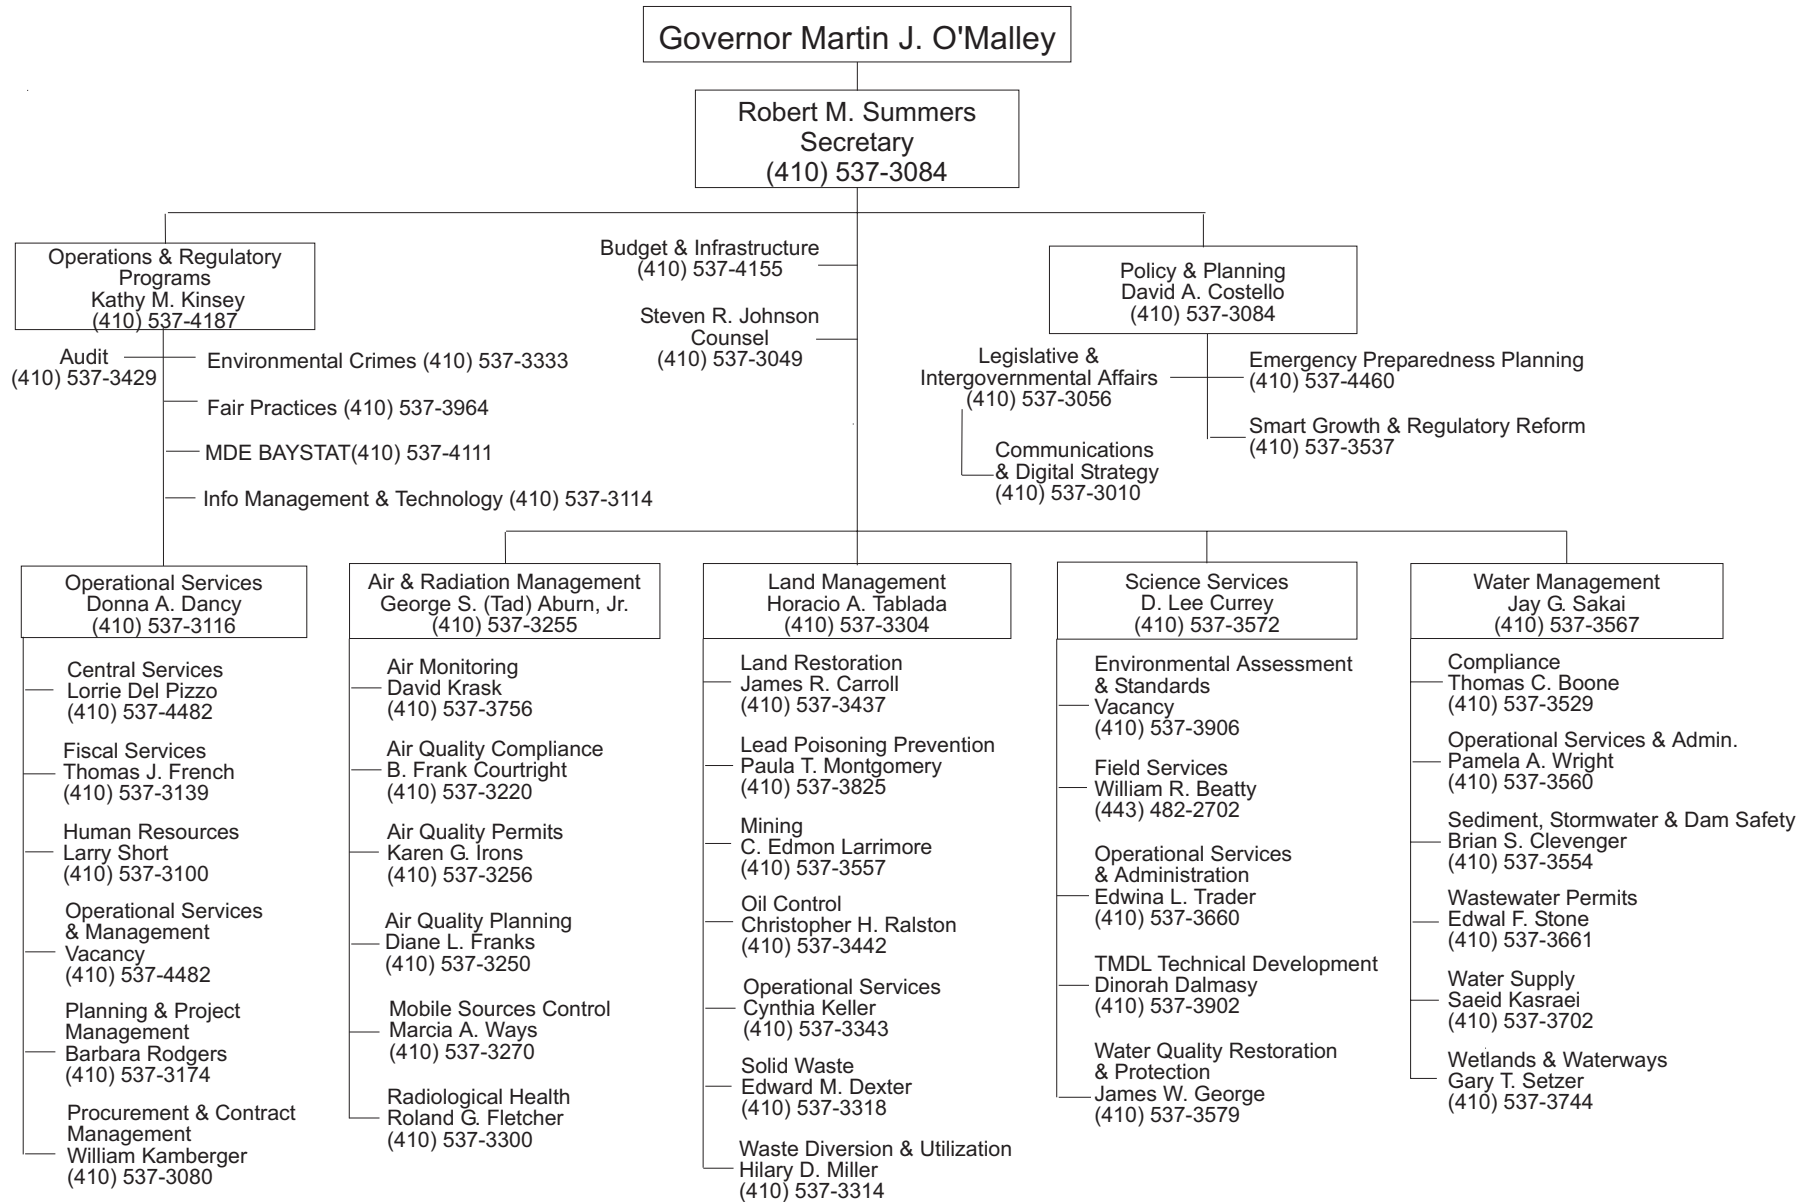 Governor Martin J. O'Malley
Robert M. Summers
Secretary
(410) 537-3084
Operations & Regulatory
Programs
Kathy M. Kinsey
(410) 537-4187
Audit
(410) 537-3429
Environmental Crimes (410) 537-3333
Fair Practices (410) 537-3964
MDE BAYSTAT(410) 537-4111
Info Management & Technology (410) 537-3114
Budget & Infrastructure
(410) 537-4155
Steven R. Johnson
Counsel
(410) 537-3049
Policy & Planning
David A. Costello
(410) 537-3084
Legislative &
Intergovernmental Affairs
(410) 537-3056
Communications
& Digital Strategy
(410) 537-3010
Emergency Preparedness Planning
(410) 537-4460
Smart Growth & Regulatory Reform
(410) 537-3537
Operational Services
Donna A. Dancy
(410) 537-3116
Central Services
Lorrie Del Pizzo
(410) 537-4482
Fiscal Services
Thomas J. French
(410) 537-3139
Human Resources
Larry Short
(410) 537-3100
Operational Services
& Management
Vacancy
(410) 537-4482
Planning & Project
Management
Barbara Rodgers
(410) 537-3174
Procurement & Contract
Management
William Kamberger
(410) 537-3080
Air & Radiation Management
George S. (Tad) Aburn, Jr.
(410) 537-3255
Air Monitoring
David Krask
(410) 537-3756
Air Quality Compliance
B. Frank Courtright
(410) 537-3220
Air Quality Permits
Karen G. Irons
(410) 537-3256
Air Quality Planning
Diane L. Franks
(410) 537-3250
Mobile Sources Control
Marcia A. Ways
(410) 537-3270
Radiological Health
Roland G. Fletcher
(410) 537-3300
Land Management
Horacio A. Tablada
(410) 537-3304
Land Restoration
James R. Carroll
(410) 537-3437
Lead Poisoning Prevention
Paula T. Montgomery
(410) 537-3825
Mining
C. Edmon Larrimore
(410) 537-3557
Oil Control
Christopher H. Ralston
(410) 537-3442
Operational Services
Cynthia Keller
(410) 537-3343
Solid Waste
Edward M. Dexter
(410) 537-3318
Waste Diversion & Utilization
Hilary D. Miller
(410) 537-3314
Science Services
D. Lee Currey
(410) 537-3572
Environmental Assessment
& Standards
Vacancy
(410) 537-3906
Field Services
William R. Beatty
(443) 482-2702
Operational Services
& Administration
Edwina L. Trader
(410) 537-3660
TMDL Technical Development
Dinorah Dalmasy
(410) 537-3902
Water Quality Restoration
& Protection
James W. George
(410) 537-3579
Water Management
Jay G. Sakai
(410) 537-3567
Compliance
Thomas C. Boone
(410) 537-3529
Operational Services & Admin.
Pamela A. Wright
(410) 537-3560
Sediment, Stormwater & Dam Safety
Brian S. Clevenger
(410) 537-3554
Wastewater Permits
Edwal F. Stone
(410) 537-3661
Water Supply
Saeid Kasraei
(410) 537-3702
Wetlands & Waterways
Gary T. Setzer
(410) 537-3744